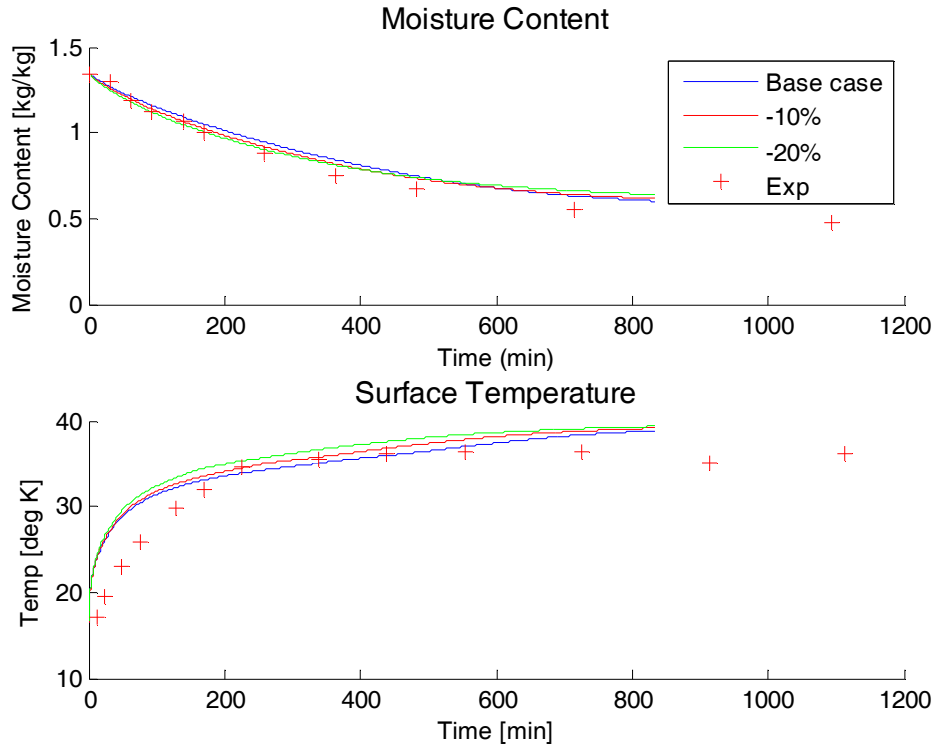 Moisture Content
1.5
1
0.5
0
Moisture Content [kg/kg]
Base case
-10%
-20%
Exp
0 200 400 600 800 1000 1200
Time (min)
Surface Temperature
40
30
20
10
Temp [deg K]
0 200 400 600 800 1000 1200
Time [min]